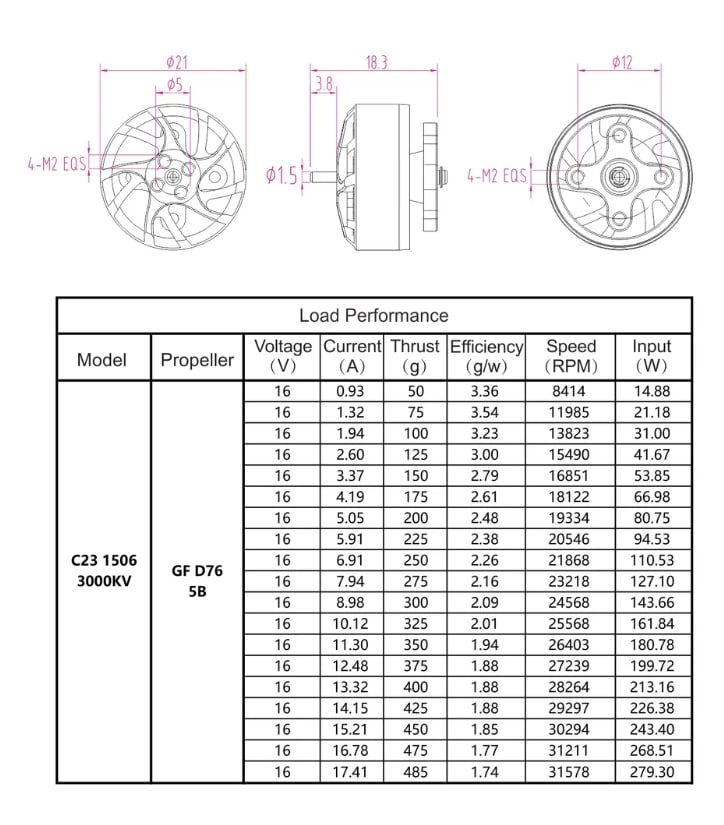 ϕ21
18.3
ϕ12
ϕ5
3.8
4-M2 EQS
ϕ1.5
4-M2 EQS
Load Performance
Model Propeller Voltage (V) Current (A) Thrust (g) Efficiency (g/w) Speed (RPM) Input (W)
16 0.93 50 3.36 8414 14.88
16 1.32 75 3.54 11985 21.18
16 1.94 100 3.23 13823 31.00
16 2.60 125 3.00 15490 41.67
16 3.37 150 2.79 16851 53.85
16 4.19 175 2.61 18122 66.98
16 5.05 200 2.48 19334 80.75
16 5.91 225 2.38 20546 94.53
C23 1506 3000KV GF D76 5B 16 6.91 250 2.26 21868 110.53
16 7.94 275 2.16 23218 127.10
16 8.98 300 2.09 24568 143.66
16 10.12 325 2.01 25568 161.84
16 11.30 350 1.94 26403 180.78
16 12.48 375 1.88 27239 199.72
16 13.32 400 1.88 28264 213.16
16 14.15 425 1.88 29297 226.38
16 15.21 450 1.85 30294 243.40
16 16.78 475 1.77 31211 268.51
16 17.41 485 1.74 31578 279.30